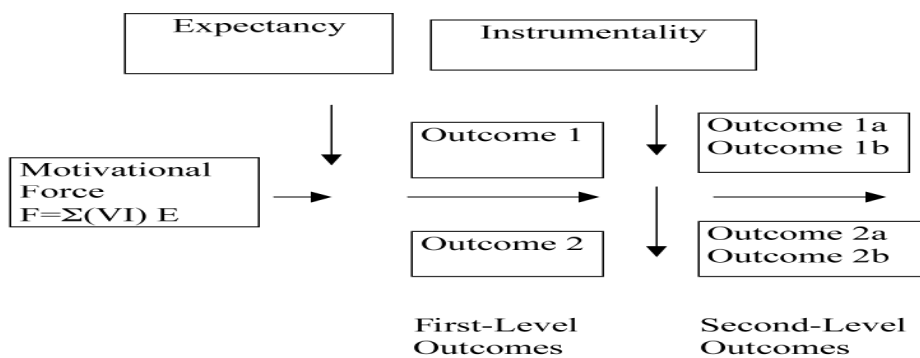 Expectancy
Instrumentality
Motivational
Force
F=Σ(VI) E
Outcome 1
Outcome 1a
Outcome 1b
Outcome 2
Outcome 2a
Outcome 2b
First-Level
Outcomes
Second-Level
Outcomes